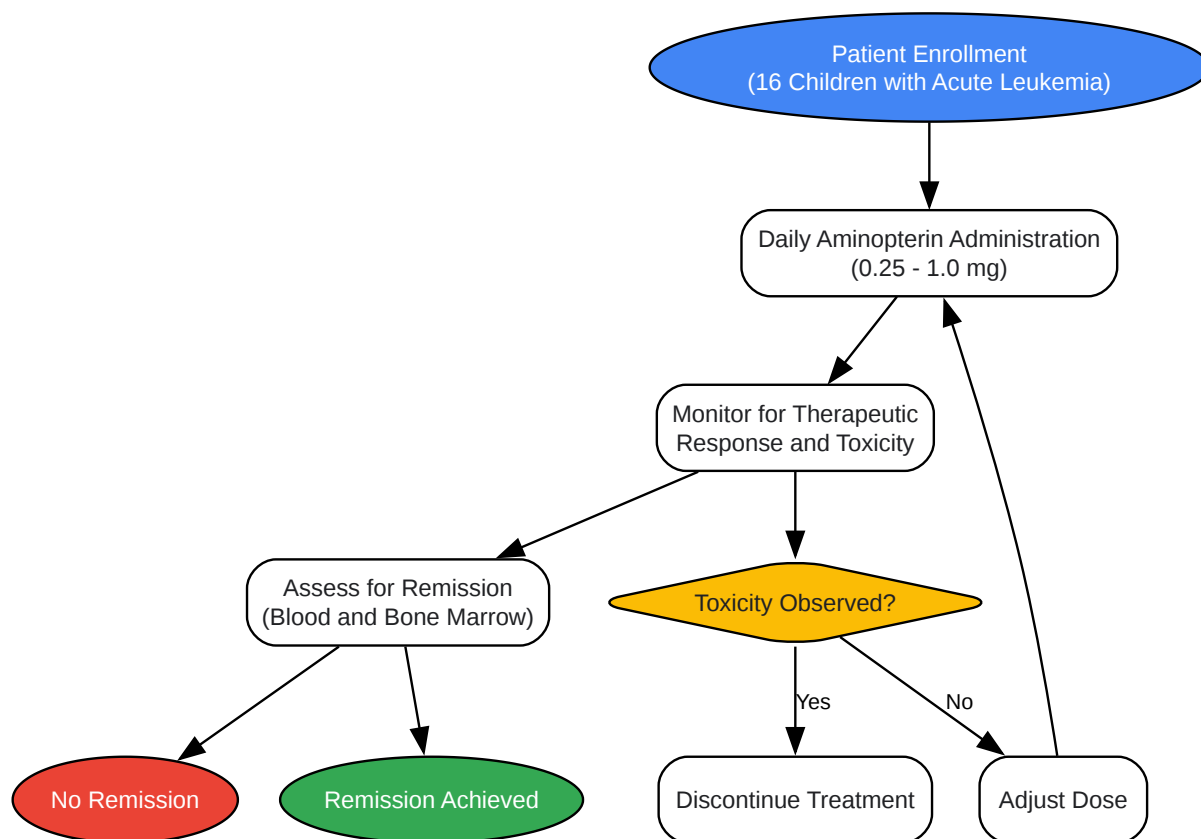 Patient Enrollment
(16 Children with Acute Leukemia)
Daily Aminopterin Administration
(0.25 - 1.0 mg)
Monitor for Therapeutic
Response and Toxicity
Assess for Remission
(Blood and Bone Marrow)
Toxicity Observed?
Yes
No
No Remission
Remission Achieved
Discontinue Treatment
Adjust Dose